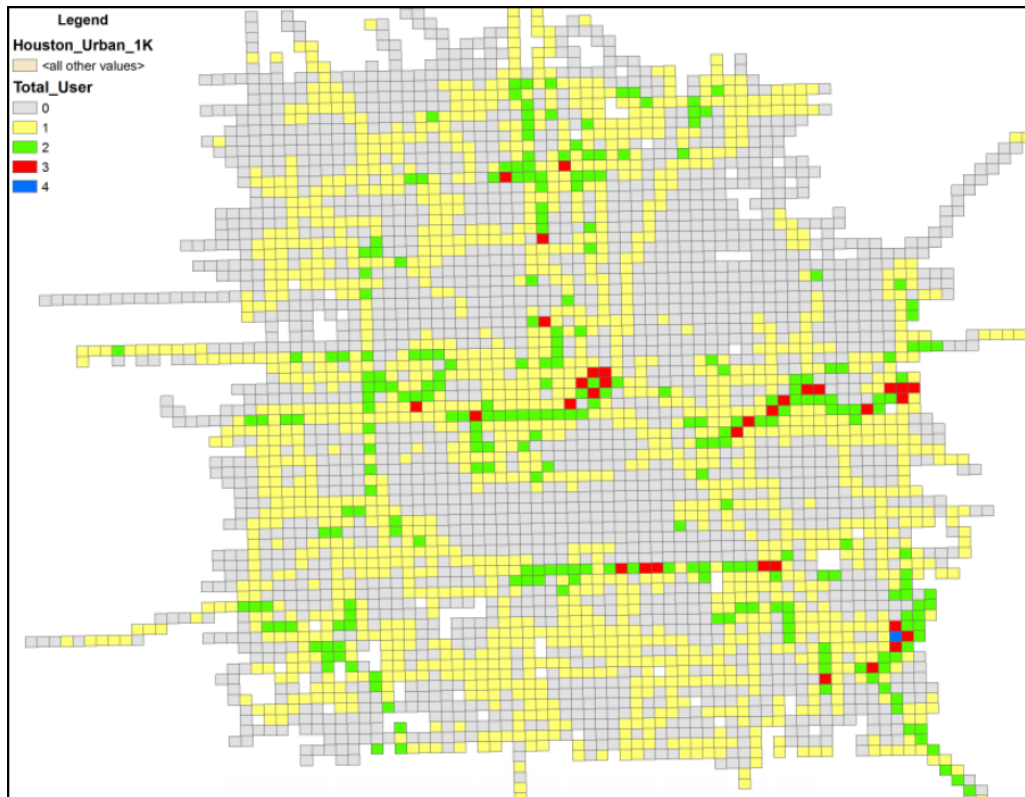 Legend
Houston_Urban_1K
<all other values>
Total_User
0
1
2
3
4